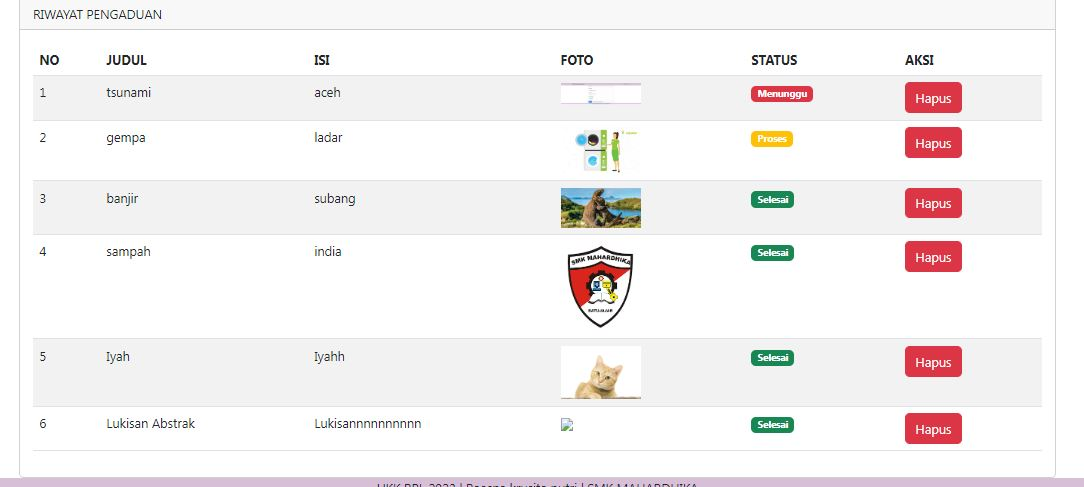 RIWAYAT PENGADUAN
NO JUDUL ISI FOTO STATUS AKSI
1 tsunami aceh Menunggu Hapus
2 gempa ladar Proses Hapus
3 banjir subang Selesai Hapus
4 sampah india SMK MAHARDHIKA Selesai Hapus
5 Iyah Iyahh Selesai Hapus
6 Lukisan Abstrak Lukisannnnnnnnnn Selesai Hapus